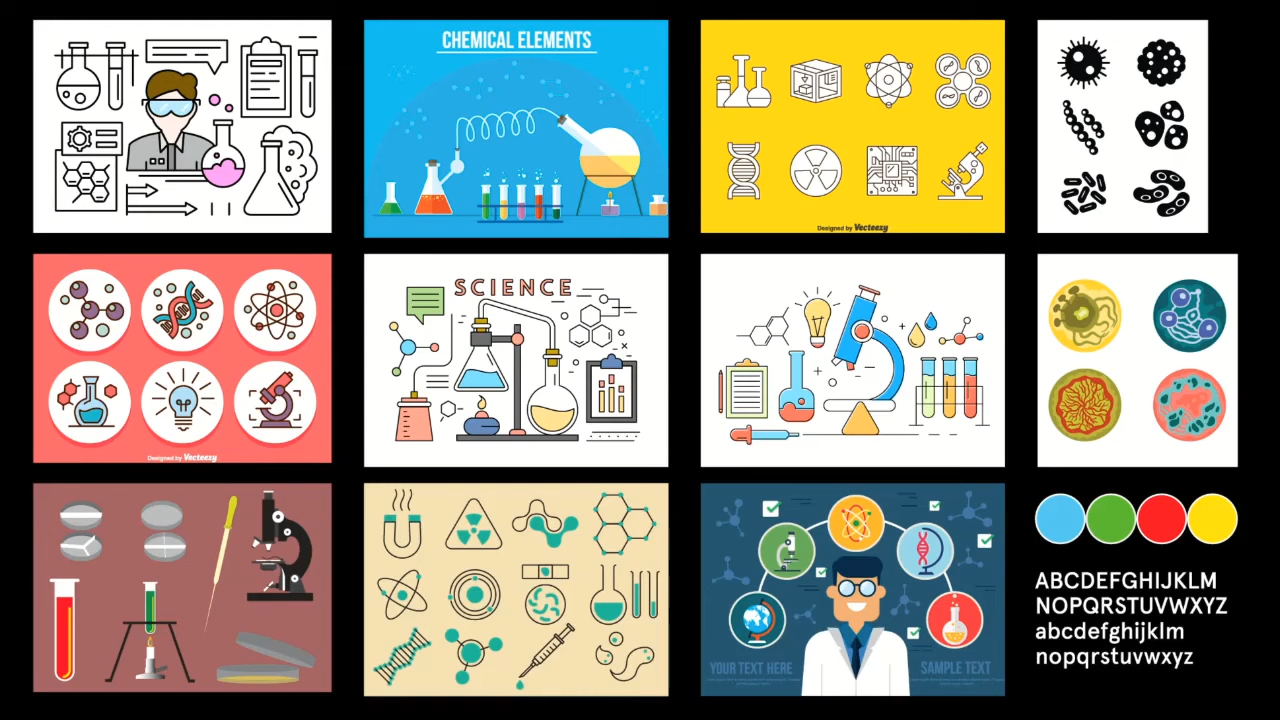 CHEMICAL ELEMENTS
Designed by Vecteezy
SCIENCE
Designed by Vecteezy
YOUR TEXT HERE
SAMPLE TEXT
ABCDEFGHIJKLM
NOPQRSTUVWXYZ
abcdefghijklm
nopqrstuvwxyz